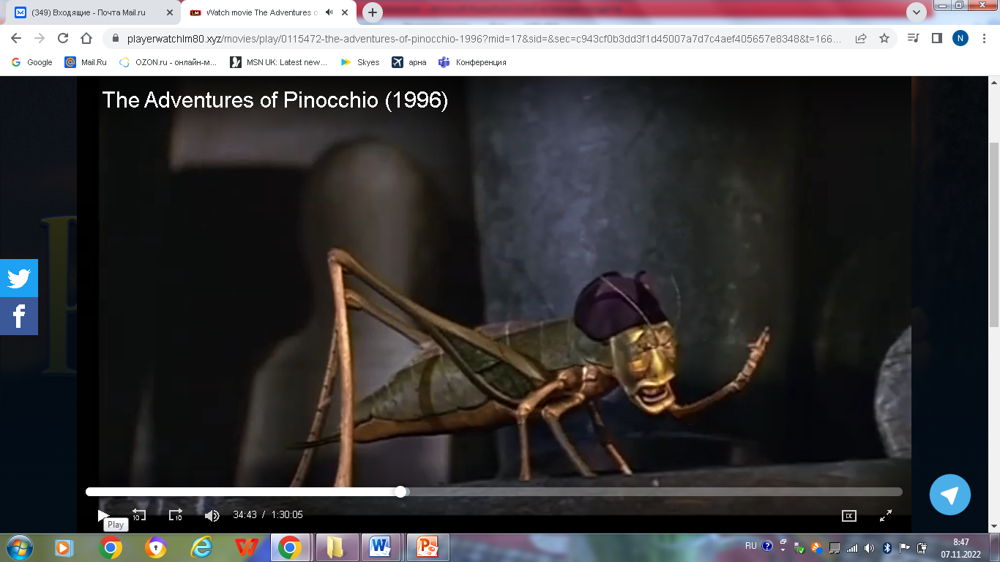 (349) Входящие - Почта Mail.ru
Watch movie The Adventures o
playerwatchlm80.xyz/movies/play/0115472-the-adventures-of-pinocchio-1996?mid=17&sid=&sec=c943cf0b3dd3f1d45007a7d7c4aef405657e8348&t=166...
N
Google
Mail.Ru
OZON.ru - онлайн-м...
MSN UK: Latest new...
Skyes
арна
Конференция
The Adventures of Pinocchio (1996)
10
10
34:43 / 1:30:05
Play
RU
8:47
07.11.2022